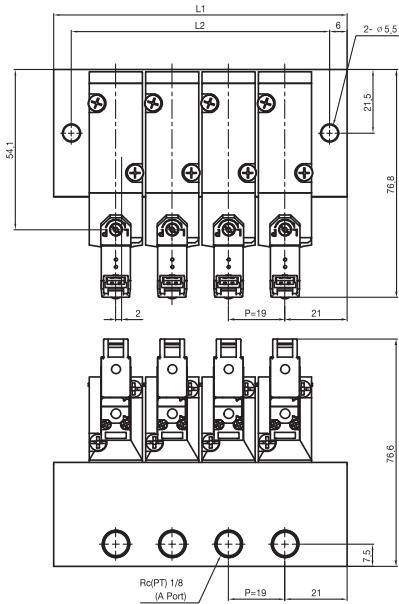 L1
L2
6
2- ø 5,5
21,5
54,1
76,8
2
P=19
21
76,6
7,5
Rc(PT) 1/8
(A Port)
P=19
21